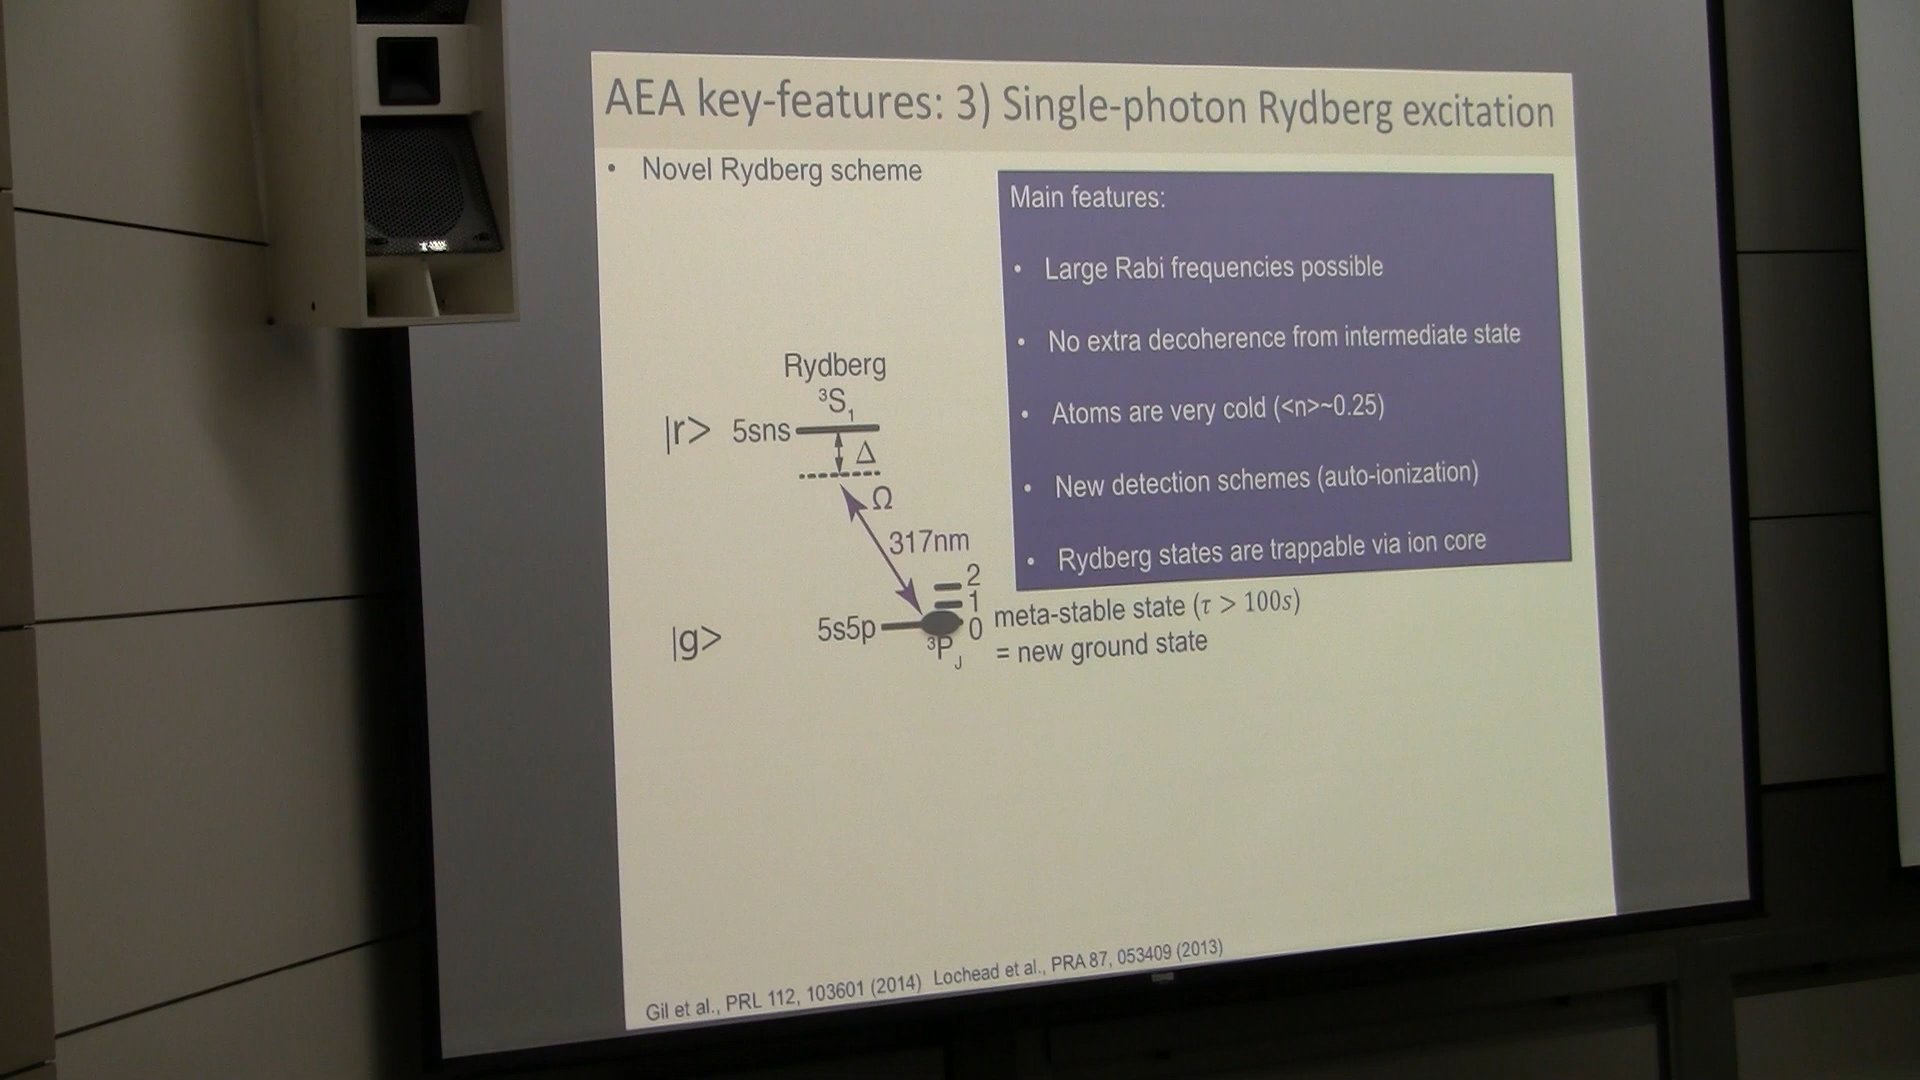 AEA key-features: 3) Single-photon Rydberg excitation
• Novel Rydberg scheme
Main features:
• Large Rabi frequencies possible
• No extra decoherence from intermediate state
• Atoms are very cold (<n>~0.25)
• New detection schemes (auto-ionization)
• Rydberg states are trappable via ion core
Rydberg
³S₁
|r> 5sns
Δ
Ω
317nm
2
1
0
|g> 5s5p
³P_J
meta-stable state (τ > 100s)
= new ground state
Gil et al., PRL 112, 103601 (2014) Lochead et al., PRA 87, 053409 (2013)